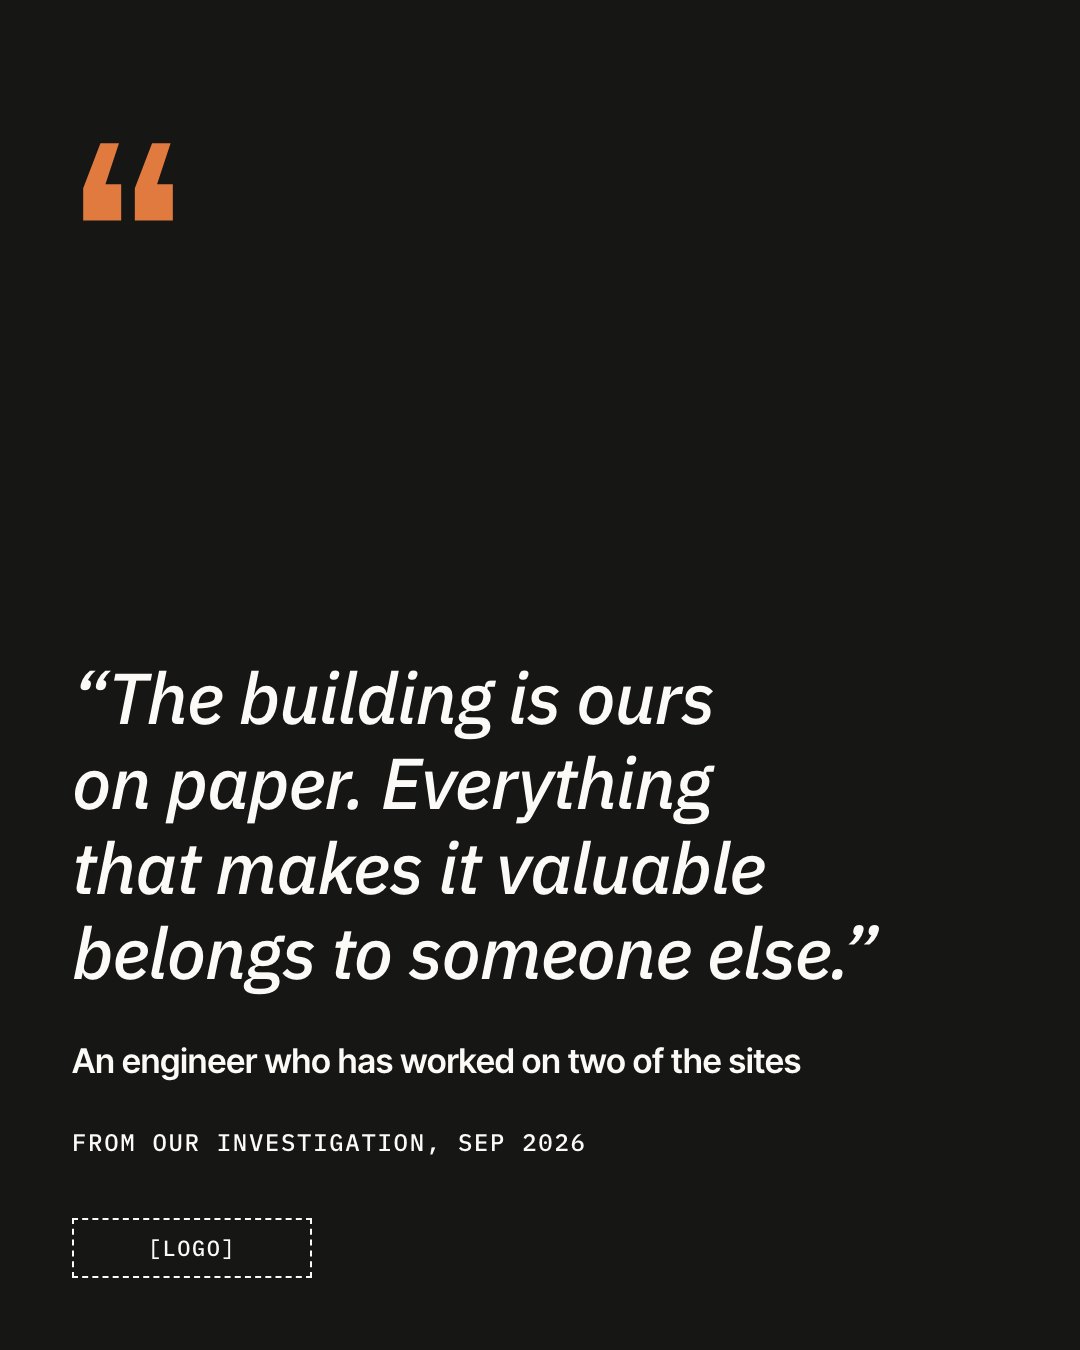 “
“The building is ours
on paper. Everything
that makes it valuable
belongs to someone else.”
An engineer who has worked on two of the sites
FROM OUR INVESTIGATION, SEP 2026
[LOGO]